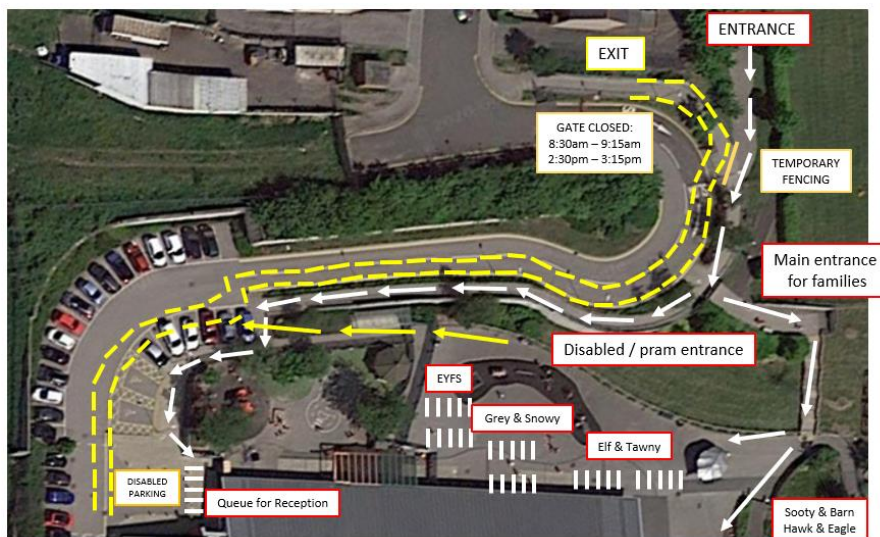 ENTRANCE
EXIT
GATE CLOSED:
8:30am – 9:15am
2:30pm – 3:15pm
TEMPORARY
FENCING
Main entrance
for families
Disabled / pram entrance
EYFS
Grey & Snowy
Elf & Tawny
DISABLED
PARKING
Queue for Reception
Sooty & Barn
Hawk & Eagle